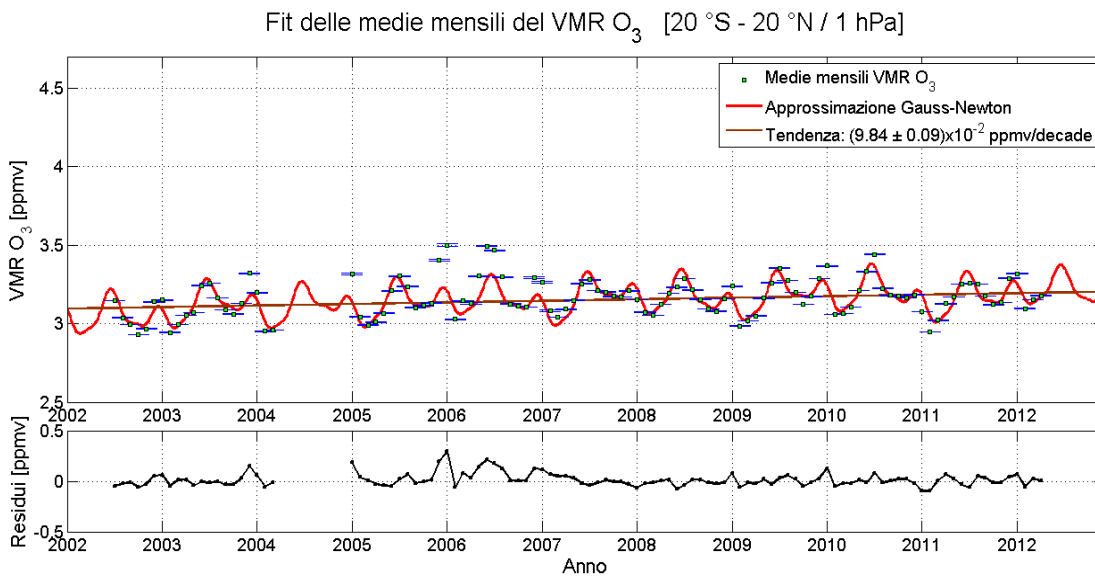 Fit delle medie mensili del VMR O3 [20 °S - 20 °N / 1 hPa]
Medie mensili VMR O3
Approssimazione Gauss-Newton
Tendenza: (9.84 ± 0.09)x10-2 ppmv/decade
VMR O3 [ppmv]
4.5
4
3.5
3
2.5
2002 2003 2004 2005 2006 2007 2008 2009 2010 2011 2012
Residui [ppmv]
0.5
0
-0.5
2002 2003 2004 2005 2006 2007 2008 2009 2010 2011 2012
Anno